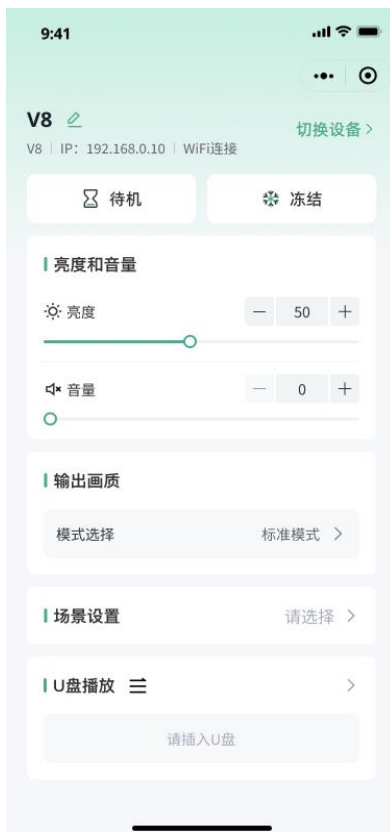 9:41
V8
切换设备 >
V8 | IP：192.168.0.10 | WiFi连接
待机
冻结
亮度和音量
亮度
— 50 +
音量
— 0 +
输出画质
模式选择
标准模式 >
场景设置
请选择 >
U盘播放 >
请插入U盘